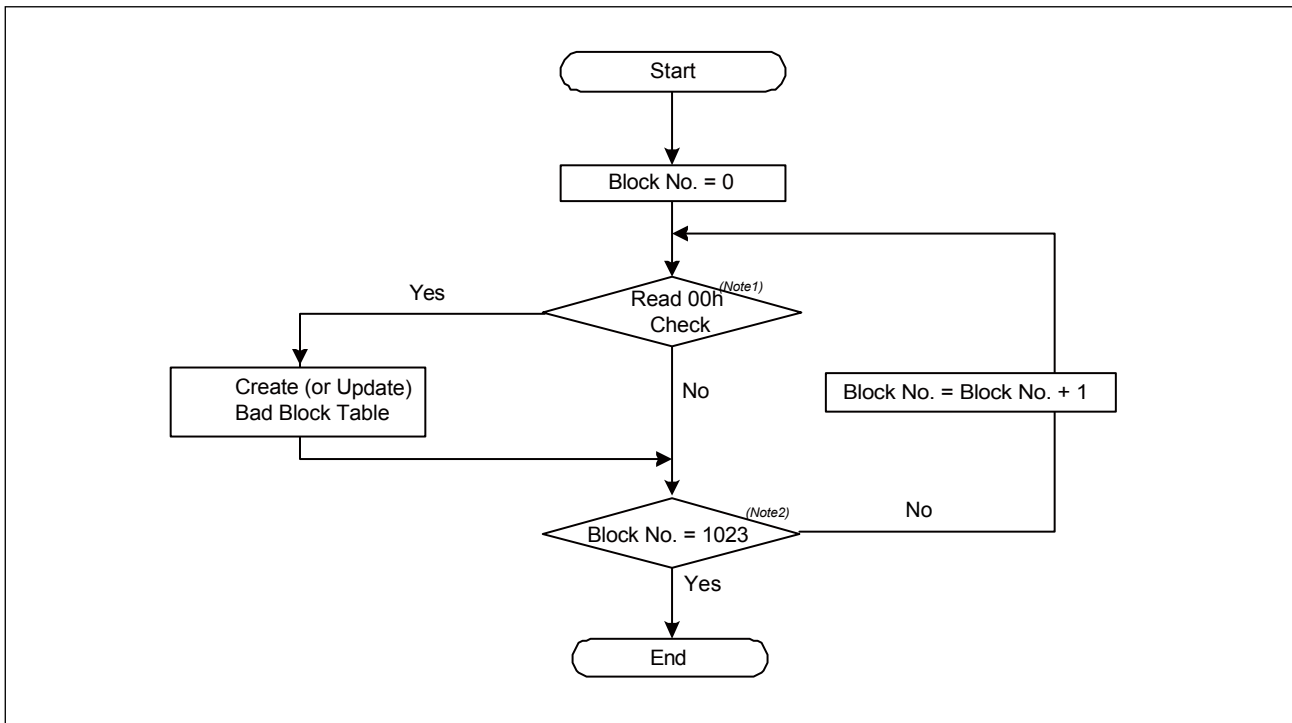 Start
Block No. = 0
Yes
Read 00h
Check
(Note1)
Create (or Update)
Bad Block Table
No
Block No. = Block No. + 1
Block No. = 1023
(Note2)
No
Yes
End